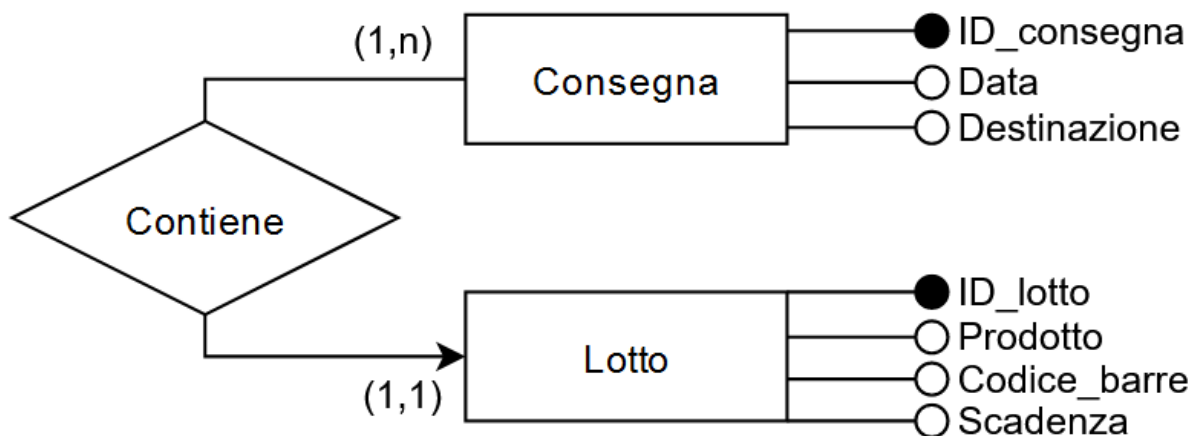 (1,n)
Consegna
ID_consegna
Data
Destinazione
Contiene
(1,1)
Lotto
ID_lotto
Prodotto
Codice_barre
Scadenza